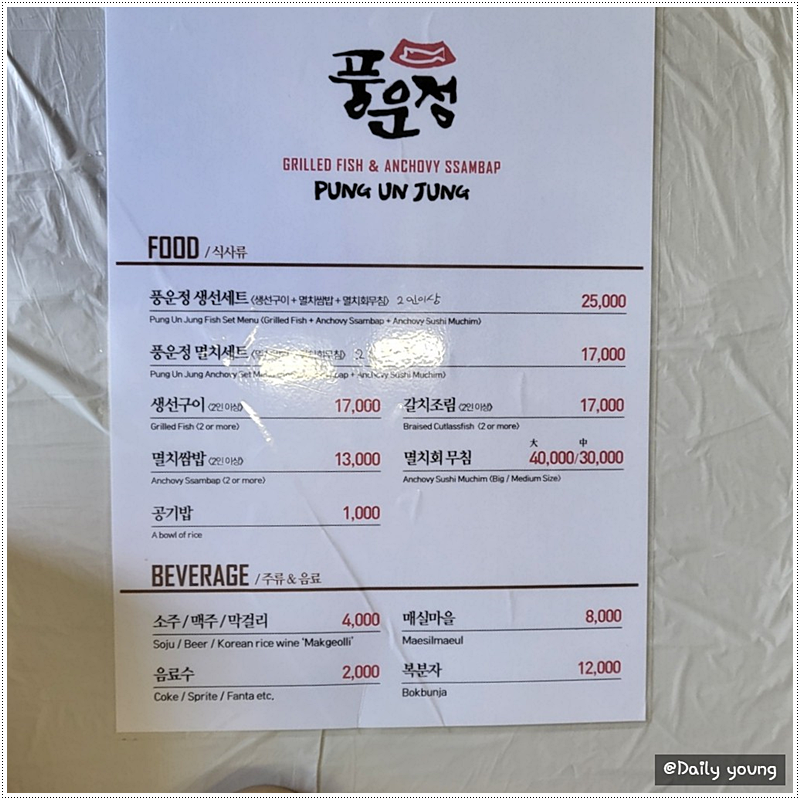 풍운정
GRILLED FISH & ANCHOVY SSAMBAP
PUNG UN JUNG
FOOD / 식사류
풍운정 생선세트 (생선구이 + 멸치쌈밥 + 멸치회무침) 2인이상 25,000
Pung Un Jung Fish Set Menu (Grilled Fish + Anchovy Ssambap + Anchovy Sushi Muchim)
풍운정 멸치세트 17,000
Pung Un Jung Anchovy Set + Anchovy Sushi Muchim)
생선구이 (2인 이상) 17,000
Grilled Fish (2 or more)
갈치조림 (2인 이상) 17,000
Braised Cutlassfish (2 or more)
멸치쌈밥 (2인 이상) 13,000
Anchovy Ssambap (2 or more)
大 中
멸치회 무침 40,000/30,000
Anchovy Sushi Muchim (Big / Medium Size)
공기밥 1,000
A bowl of rice
BEVERAGE / 주류 & 음료
소주 / 맥주 / 막걸리 4,000
Soju / Beer / Korean rice wine 'Makgeolli'
매실마을 8,000
Maesilmaeul
음료수 2,000
Coke / Sprite / Fanta etc.
복분자 12,000
Bokbunja
@Daily young